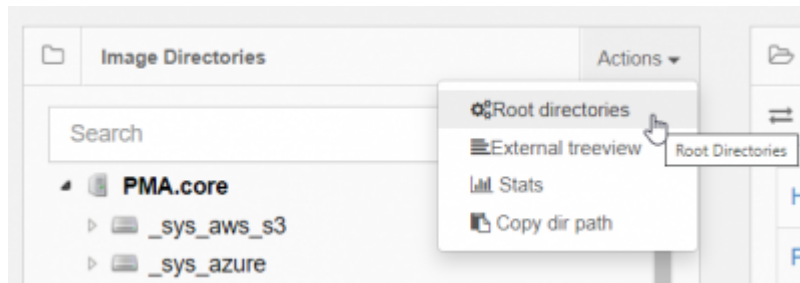 Image Directories
Actions
Search
Root directories
External treeview
Root Directories
Stats
Copy dir path
PMA.core
_sys_aws_s3
_sys_azure